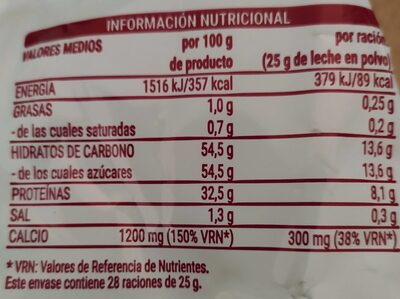 INFORMACIÓN NUTRICIONAL
VALORES MEDIOS por 100 g de producto por ración (25 g de leche en polvo)
ENERGÍA 1516 kJ/357 kcal 379 kJ/89 kcal
GRASAS 1,0 g 0,25 g
- de las cuales saturadas 0,7 g 0,2 g
HIDRATOS DE CARBONO 54,5 g 13,6 g
- de los cuales azúcares 54,5 g 13,6 g
PROTEÍNAS 32,5 g 8,1 g
SAL 1,3 g 0,3 g
CALCIO 1200 mg (150% VRN*) 300 mg (38% VRN*)
* VRN: Valores de Referencia de Nutrientes.
Este envase contiene 28 raciones de 25 g.